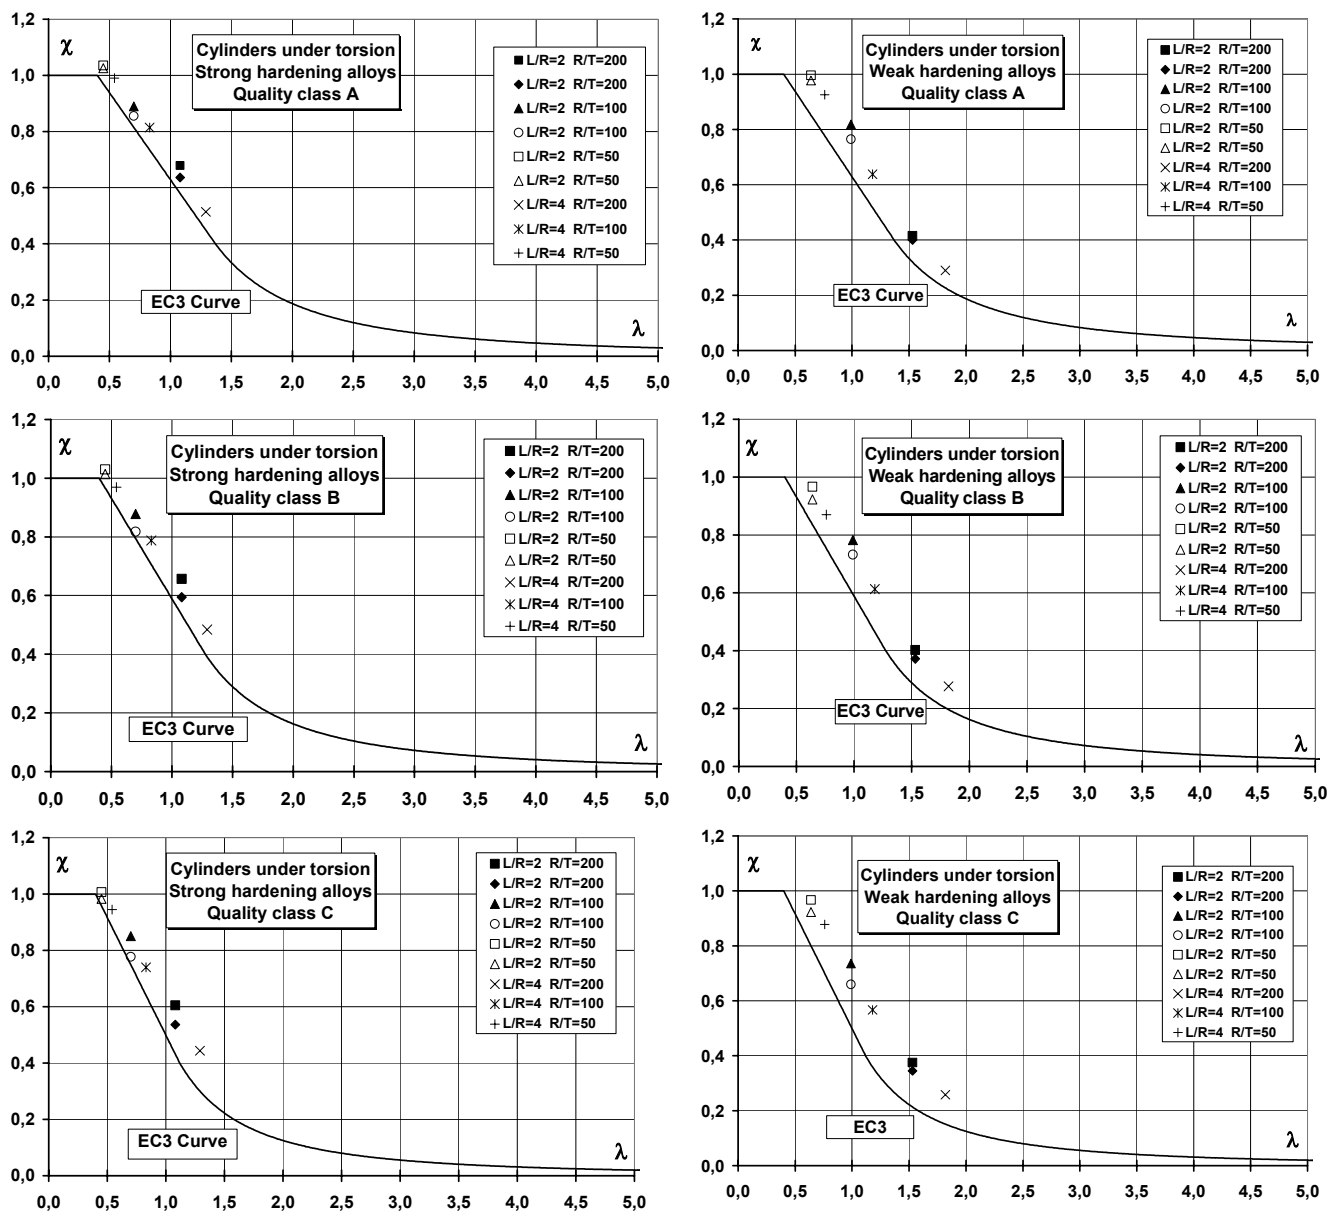 1,2
χ
Cylinders under torsion
Strong hardening alloys
Quality class A
L/R=2 R/T=200
L/R=2 R/T=200
L/R=2 R/T=100
L/R=2 R/T=100
L/R=2 R/T=50
L/R=2 R/T=50
L/R=4 R/T=200
L/R=4 R/T=100
L/R=4 R/T=50
1,0
0,8
0,6
0,4
0,2
0,0
EC3 Curve
λ
0,0 0,5 1,0 1,5 2,0 2,5 3,0 3,5 4,0 4,5 5,0
1,2
χ
Cylinders under torsion
Weak hardening alloys
Quality class A
L/R=2 R/T=200
L/R=2 R/T=200
L/R=2 R/T=100
L/R=2 R/T=100
L/R=2 R/T=50
L/R=2 R/T=50
L/R=4 R/T=200
L/R=4 R/T=100
L/R=4 R/T=50
1,0
0,8
0,6
0,4
0,2
0,0
EC3 Curve
λ
0,0 0,5 1,0 1,5 2,0 2,5 3,0 3,5 4,0 4,5 5,0
1,2
χ
Cylinders under torsion
Strong hardening alloys
Quality class B
L/R=2 R/T=200
L/R=2 R/T=200
L/R=2 R/T=100
L/R=2 R/T=100
L/R=2 R/T=50
L/R=2 R/T=50
L/R=4 R/T=200
L/R=4 R/T=100
L/R=4 R/T=50
1,0
0,8
0,6
0,4
0,2
0,0
EC3 Curve
λ
0,0 0,5 1,0 1,5 2,0 2,5 3,0 3,5 4,0 4,5 5,0
1,2
χ
Cylinders under torsion
Weak hardening alloys
Quality class B
L/R=2 R/T=200
L/R=2 R/T=200
L/R=2 R/T=100
L/R=2 R/T=100
L/R=2 R/T=50
L/R=2 R/T=50
L/R=4 R/T=200
L/R=4 R/T=100
L/R=4 R/T=50
1,0
0,8
0,6
0,4
0,2
0,0
EC3 Curve
λ
0,0 0,5 1,0 1,5 2,0 2,5 3,0 3,5 4,0 4,5 5,0
1,2
χ
Cylinders under torsion
Strong hardening alloys
Quality class C
L/R=2 R/T=200
L/R=2 R/T=200
L/R=2 R/T=100
L/R=2 R/T=100
L/R=2 R/T=50
L/R=2 R/T=50
L/R=4 R/T=200
L/R=4 R/T=100
L/R=4 R/T=50
1,0
0,8
0,6
0,4
0,2
0,0
EC3 Curve
λ
0,0 0,5 1,0 1,5 2,0 2,5 3,0 3,5 4,0 4,5 5,0
1,2
χ
Cylinders under torsion
Weak hardening alloys
Quality class C
L/R=2 R/T=200
L/R=2 R/T=200
L/R=2 R/T=100
L/R=2 R/T=100
L/R=2 R/T=50
L/R=2 R/T=50
L/R=4 R/T=200
L/R=4 R/T=100
L/R=4 R/T=50
1,0
0,8
0,6
0,4
0,2
0,0
EC3
λ
0,0 0,5 1,0 1,5 2,0 2,5 3,0 3,5 4,0 4,5 5,0